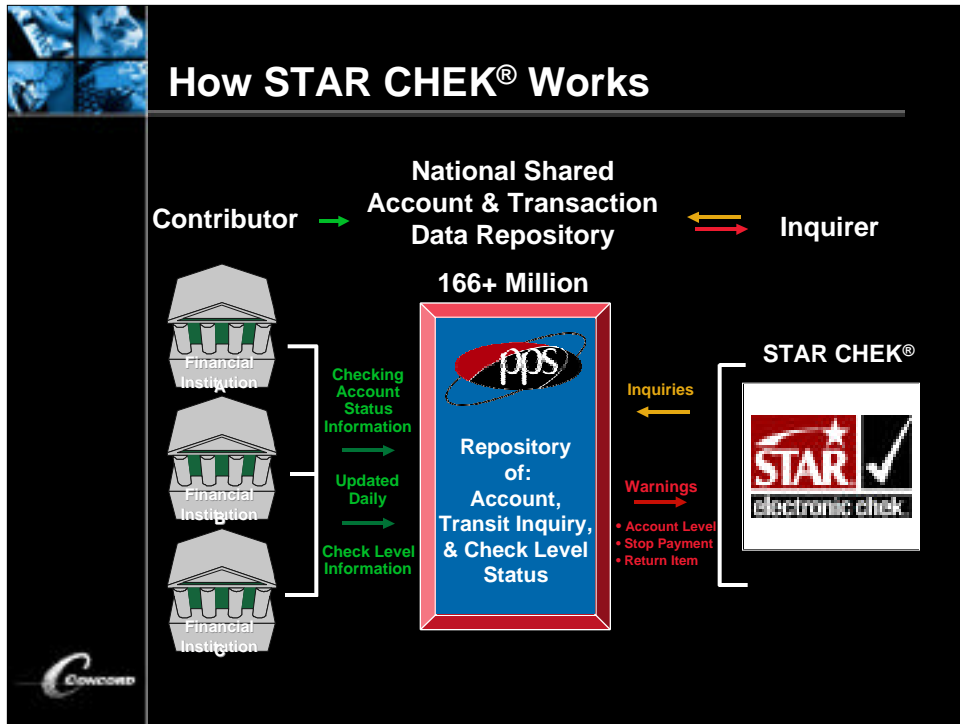 How STAR CHEK® Works
National Shared
Account & Transaction
Data Repository
Contributor
Inquirer
166+ Million
Financial
Institution
A
Financial
Institution
B
Financial
Institution
C
Checking
Account
Status
Information
Updated
Daily
Check Level
Information
pps
Repository
of:
Account,
Transit Inquiry,
& Check Level
Status
Inquiries
Warnings
• Account Level
• Stop Payment
• Return Item
STAR CHEK®
STAR
electronic chek.
CONCORD